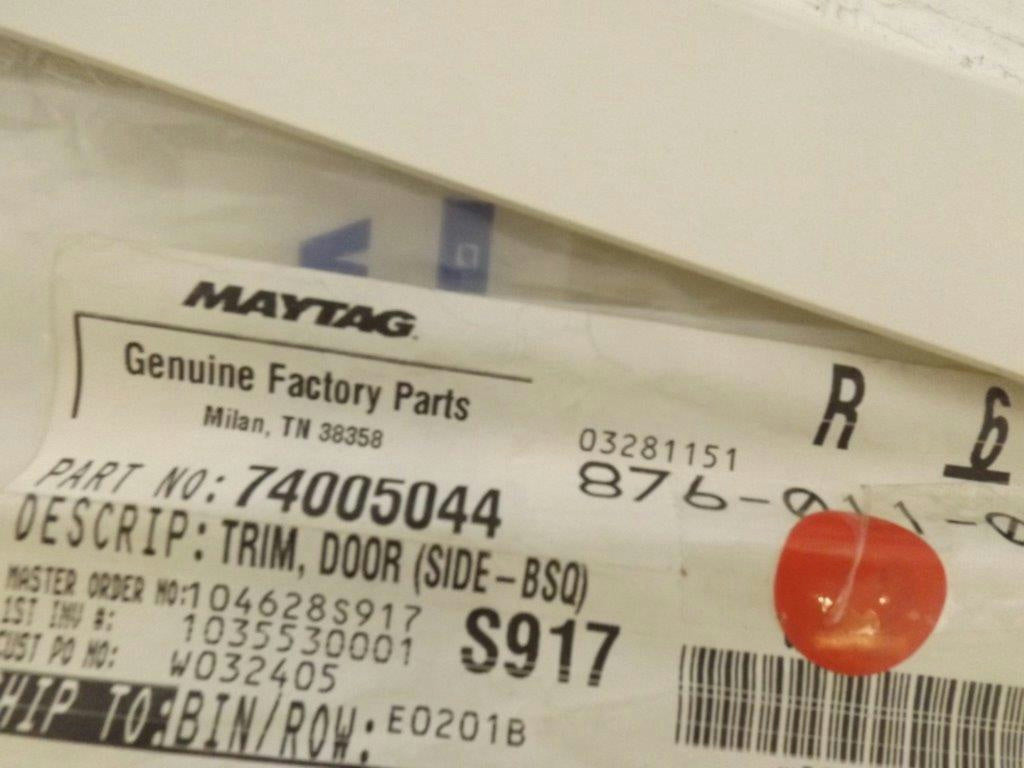 MAYTAG
Genuine Factory Parts
Milan, TN 38358
R 6
03281151
PART NO: 74005044
DESCRIP: TRIM, DOOR (SIDE-BSQ)
MASTER ORDER NO: 104628S917
1ST INV #: 1035530001
CUST PO NO: W032405
S917
HIP TO: BIN/ROW: E0201B